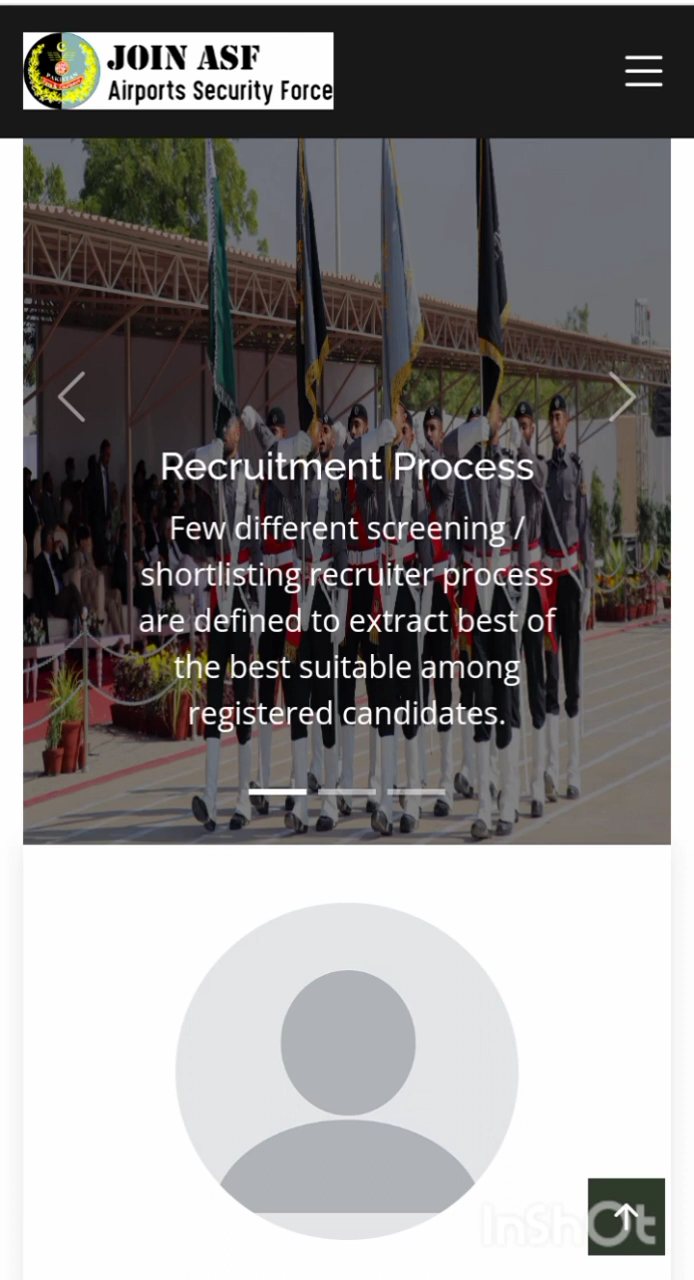 JOIN ASF
Airports Security Force
Recruitment Process
Few different screening /
shortlisting recruiter process
are defined to extract best of
the best suitable among
registered candidates.
InShOt